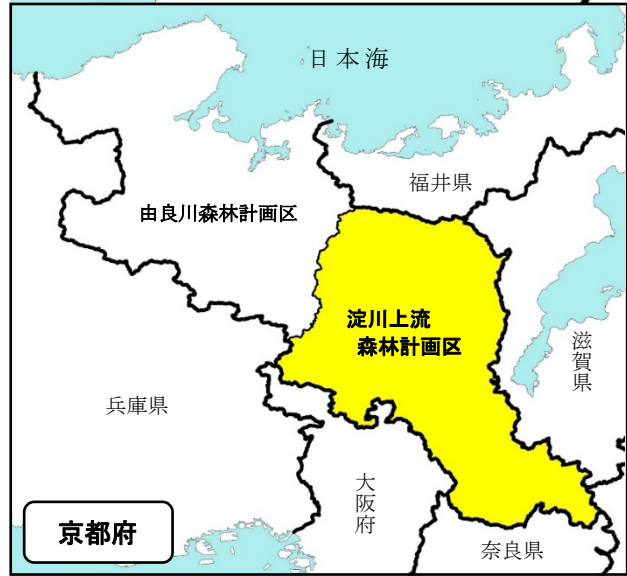 日本海
福井県
由良川森林計画区
淀川上流
森林計画区
滋賀県
兵庫県
大阪府
京都府
奈良県